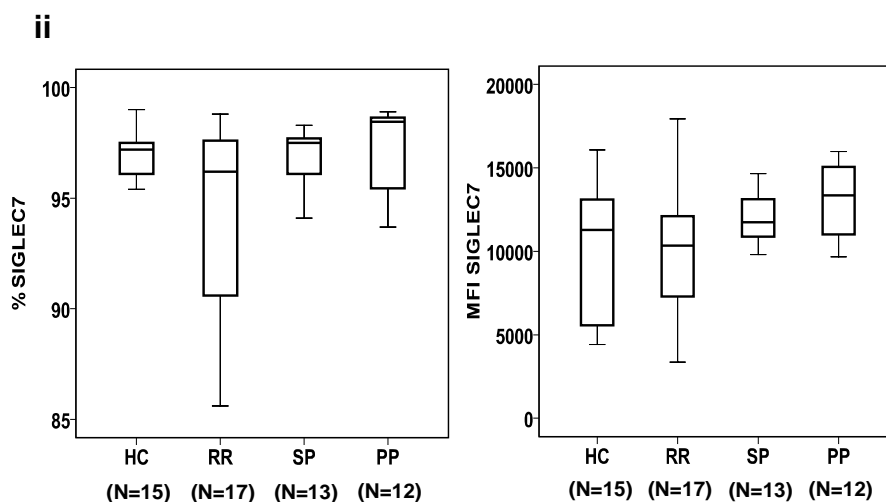 ii
% SIGLEC7
100
95
90
85
HC RR SP PP
(N=15) (N=17) (N=13) (N=12)
MFI SIGLEC7
20000
15000
10000
5000
0
HC RR SP PP
(N=15) (N=17) (N=13) (N=12)